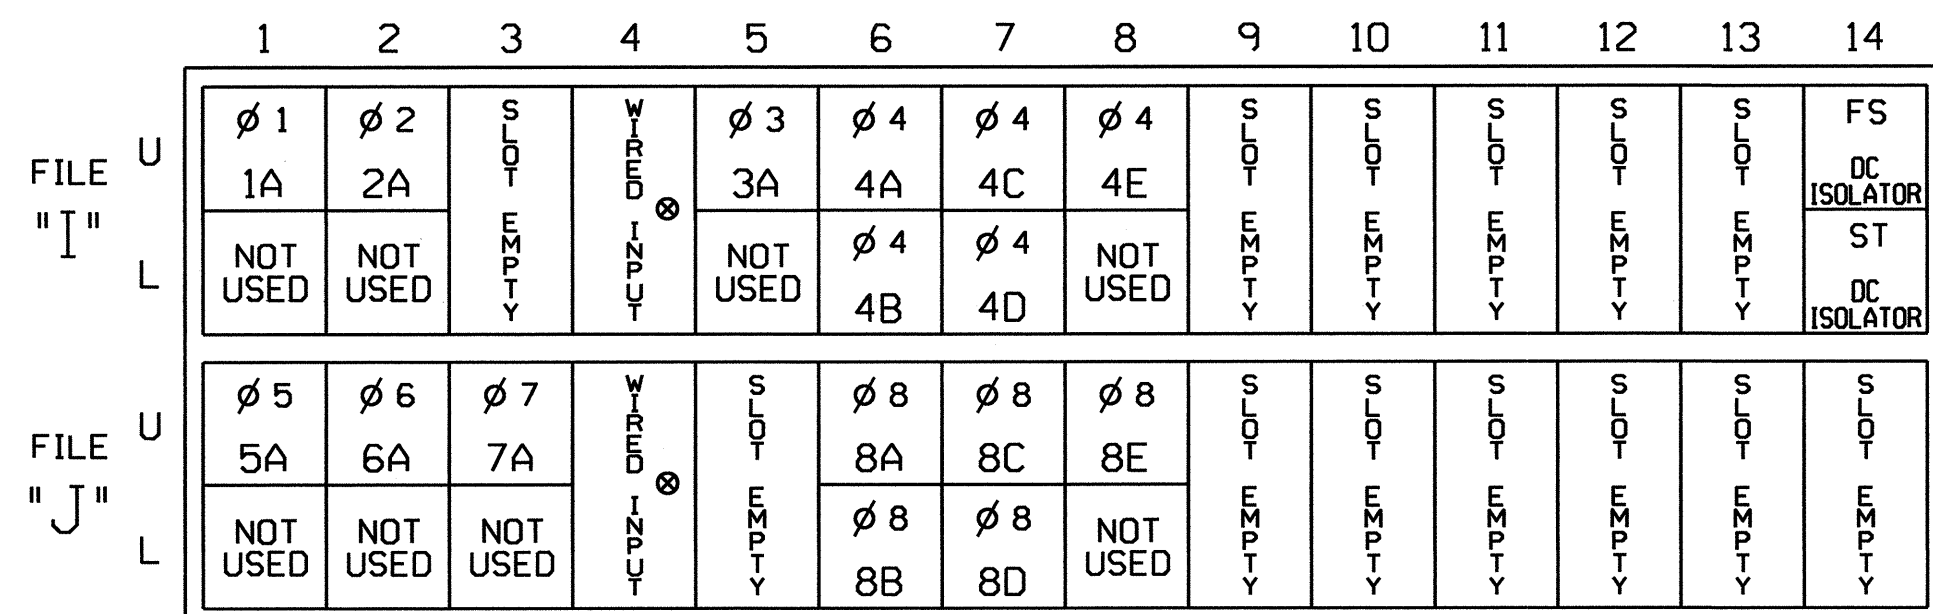 1 2 3 4 5 6 7 8 9 10 11 12 13 14
FILE "I"
U
L
Ø 1 1A
NOT USED
Ø 2 2A
NOT USED
SLOT EMPTY
WIRED INPUT ⊗
Ø 3 3A
NOT USED
Ø 4 4A
Ø 4 4B
Ø 4 4C
Ø 4 4D
Ø 4 4E
NOT USED
SLOT EMPTY
SLOT EMPTY
SLOT EMPTY
SLOT EMPTY
SLOT EMPTY
FS DC ISOLATOR
ST DC ISOLATOR
FILE "J"
U
L
Ø 5 5A
NOT USED
Ø 6 6A
NOT USED
Ø 7 7A
NOT USED
WIRED INPUT ⊗
SLOT EMPTY
Ø 8 8A
Ø 8 8B
Ø 8 8C
Ø 8 8D
Ø 8 8E
NOT USED
SLOT EMPTY
SLOT EMPTY
SLOT EMPTY
SLOT EMPTY
SLOT EMPTY
SLOT EMPTY